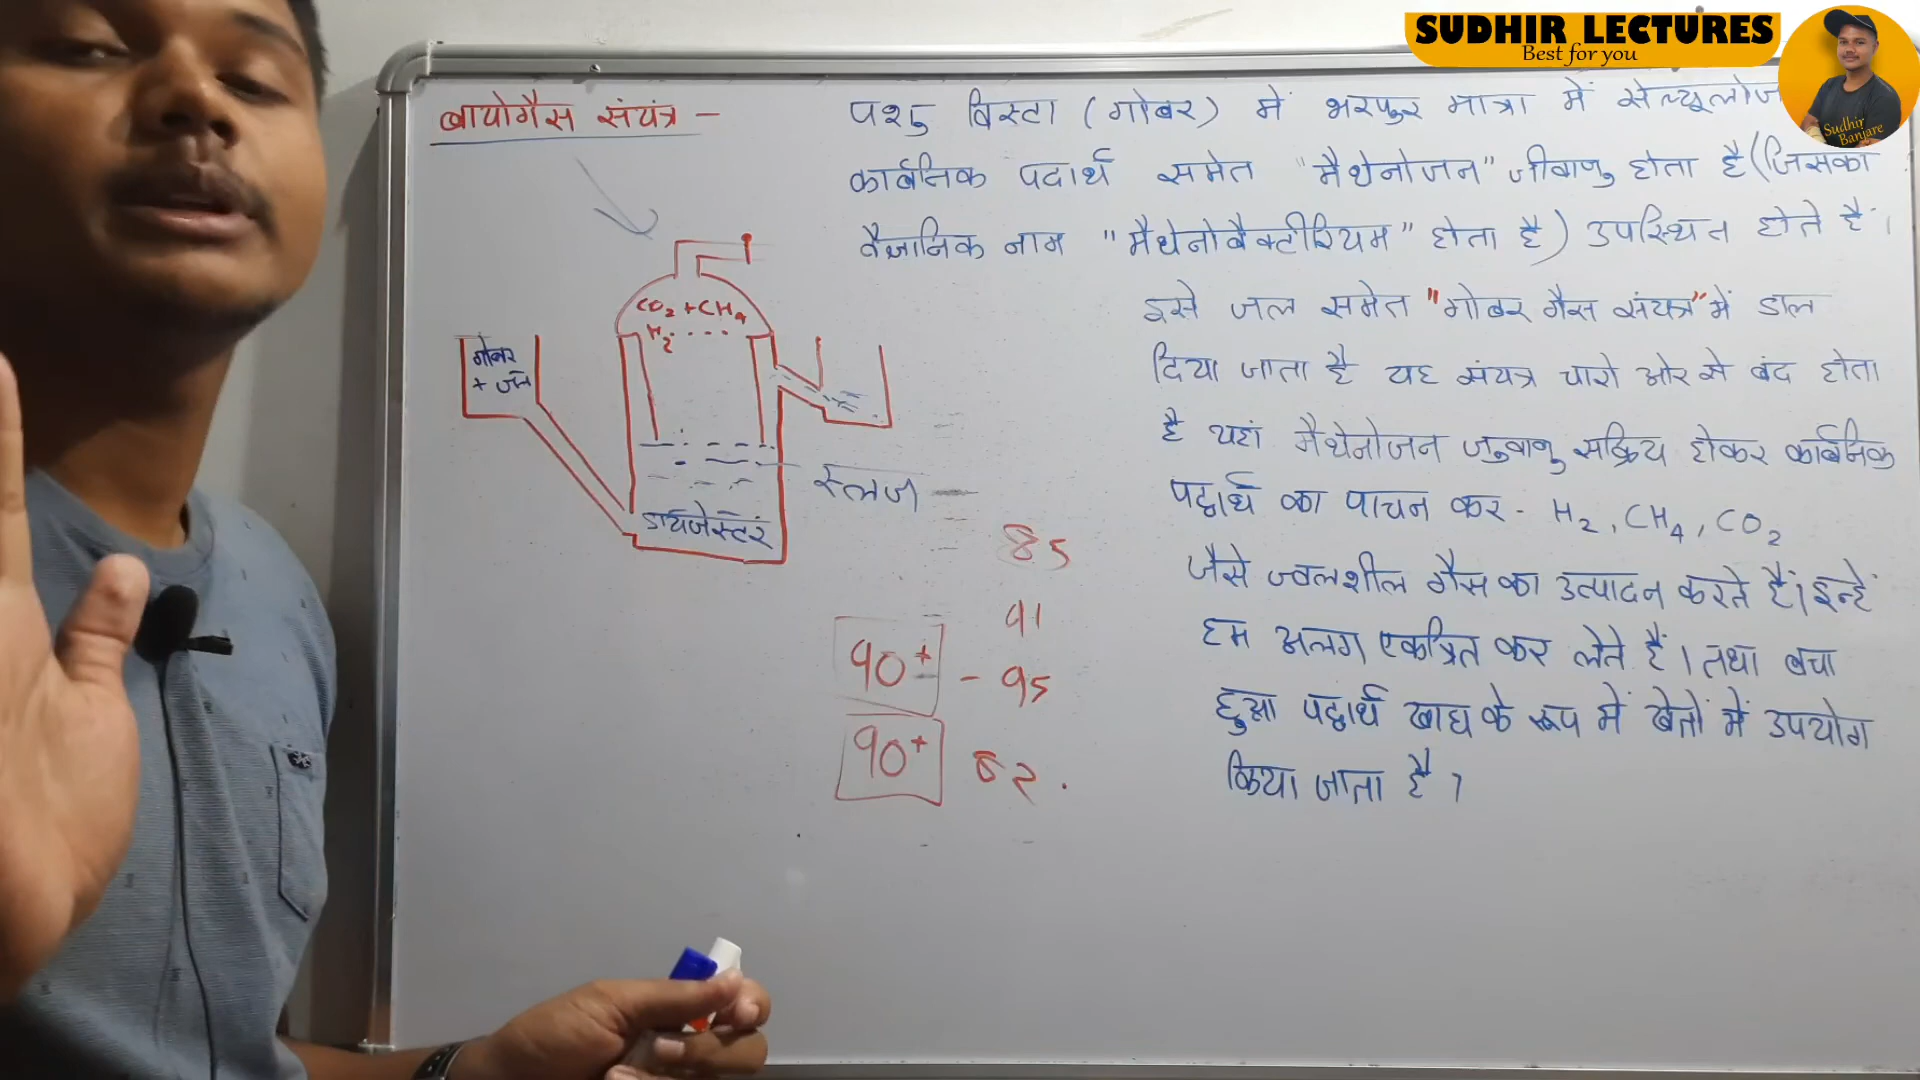 SUDHIR LECTURES
Best for you
Sudhir
Banjare
बायोगैस संयंत्र -
पशु विस्टा (गोबर) में भरपुर मात्रा में सेल्यूलोज
कार्बनिक पदार्थ समेत "मैथेनोजन" जीवाणु होता है (जिसका
वैज्ञानिक नाम "मैथेनोबैक्टीरियम" होता है) उपस्थित होते है।
इसे जल समेत "गोबर गैस संयंत्र" में डाल
दिया जाता है यह संयंत्र चारो ओर से बंद होता
है यहां मैथेनोजन जुवाणु सक्रिय होकर कार्बनिक
पद्वार्थ का पाचन कर - H₂, CH₄, CO₂
जैसे ज्वलशील गैस का उत्पादन करते हैं। इन्हें
हम अलग एकत्रित कर लेते हैं। तथा बचा
हुआ पद्वार्थ खाद्य के रूप में खेतों में उपयोग
किया जाता है।
CO₂ + CH₄
H₂ ....
गोबर
+ जल
स्लज
डायजेस्टर
85
91
90+ - 95
90+ 82.